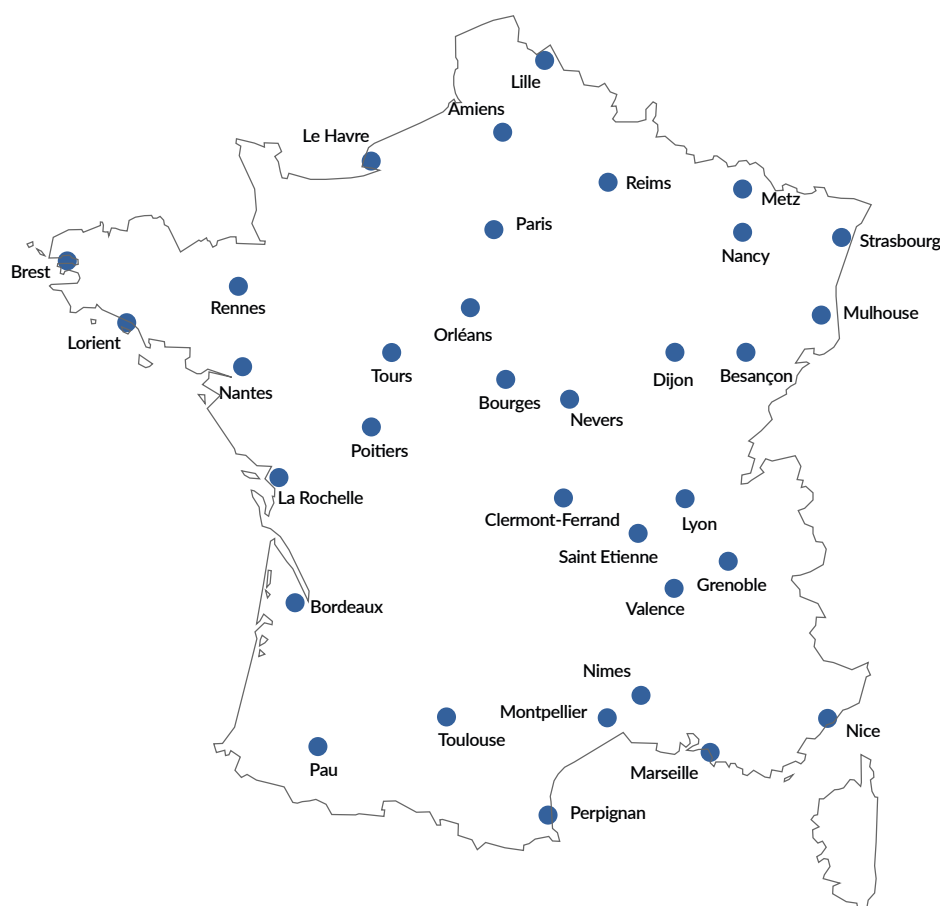 Lille
Amiens
Le Havre
Reims
Metz
Paris
Strasbourg
Nancy
Brest
Rennes
Mulhouse
Orléans
Lorient
Tours
Besançon
Dijon
Nantes
Bourges
Nevers
Poitiers
La Rochelle
Clermont-Ferrand
Lyon
Saint Etienne
Grenoble
Bordeaux
Valence
Nimes
Montpellier
Nice
Toulouse
Pau
Marseille
Perpignan